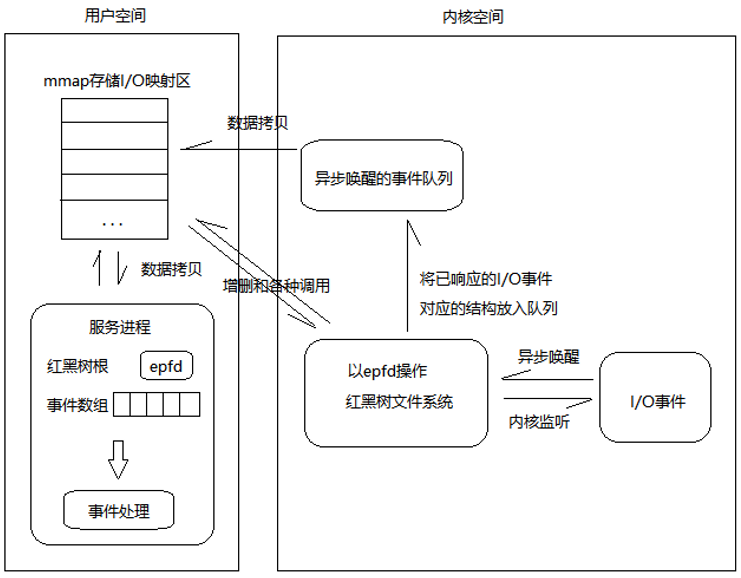 用户空间
内核空间
mmap存储I/O映射区
...
数据拷贝
异步唤醒的事件队列
数据拷贝
增删和各种调用
将已响应的I/O事件
对应的结构放入队列
服务进程
红黑树根
epfd
事件数组
事件处理
以epfd操作
红黑树文件系统
异步唤醒
内核监听
I/O事件